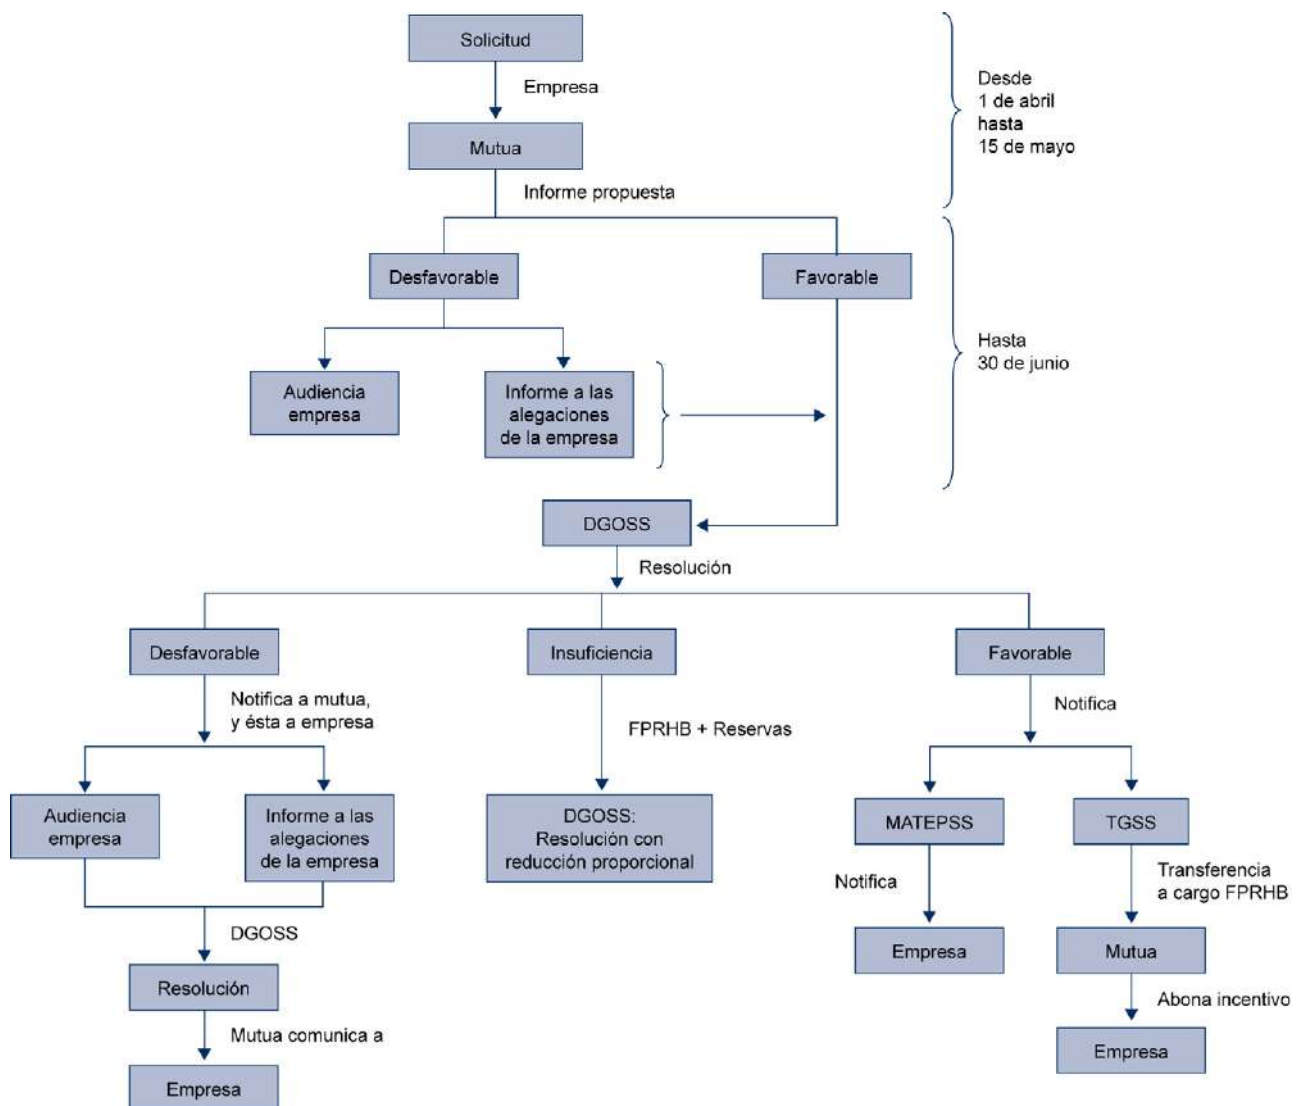 Solicitud
Empresa
Mutua
Informe propuesta
Desde
1 de abril
hasta
15 de mayo
Desfavorable
Favorable
Audiencia
empresa
Informe a las
alegaciones
de la empresa
Hasta
30 de junio
DGOSS
Resolución
Desfavorable
Insuficiencia
Favorable
Notifica a mutua,
y ésta a empresa
FPRHB + Reservas
Notifica
Audiencia
empresa
Informe a las
alegaciones
de la empresa
DGOSS:
Resolución con
reducción proporcional
MATEPSS
TGSS
Notifica
Transferencia
a cargo FPRHB
DGOSS
Empresa
Mutua
Resolución
Abona incentivo
Mutua comunica a
Empresa
Empresa